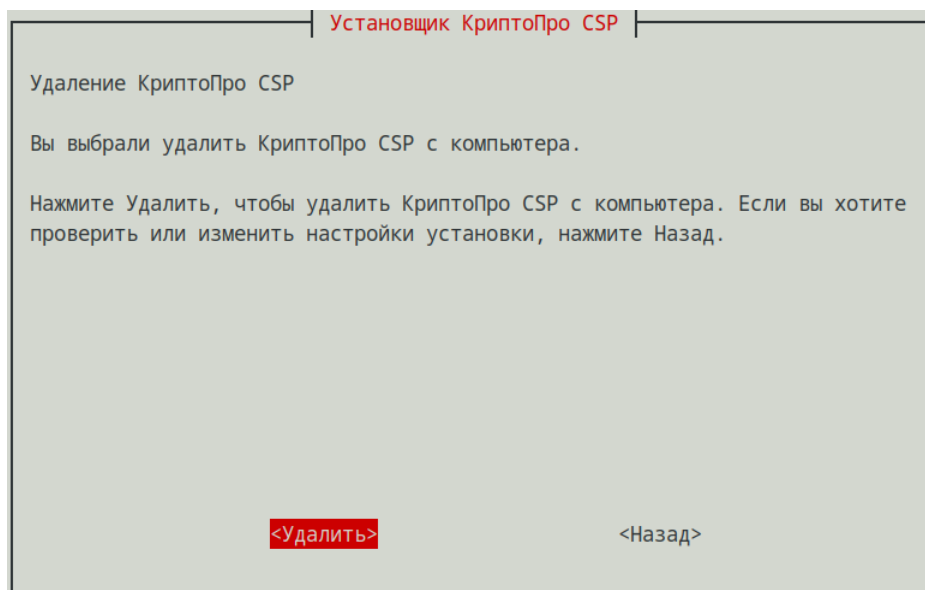 Установщик КриптоПро CSP
Удаление КриптоПро CSP
Вы выбрали удалить КриптоПро CSP с компьютера.
Нажмите Удалить, чтобы удалить КриптоПро CSP с компьютера. Если вы хотите
проверить или изменить настройки установки, нажмите Назад.
<Удалить> <Назад>